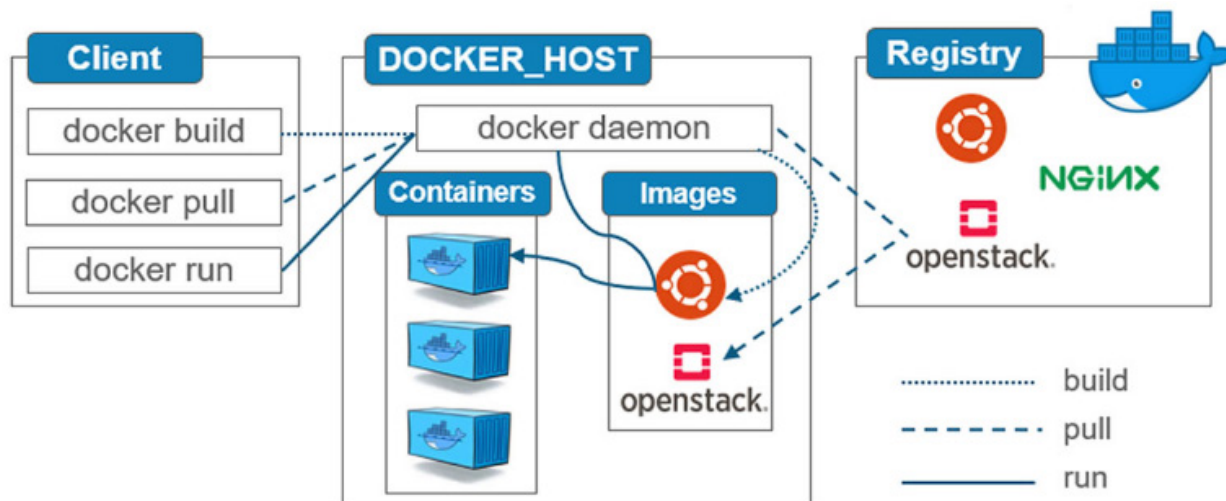 Client
docker build
docker pull
docker run
DOCKER_HOST
docker daemon
Containers
Images
openstack.
Registry
NGiNX
openstack.
build
pull
run